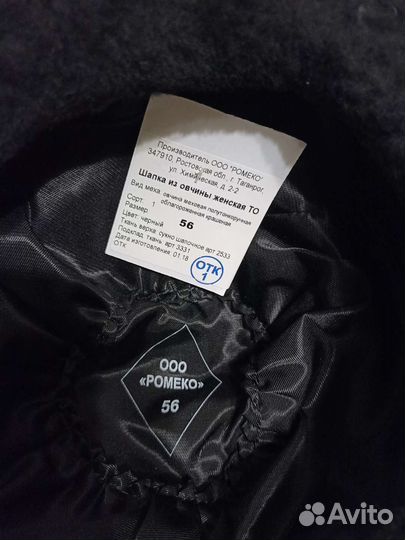 Производитель ООО "РОМЕКО"
347910, Ростовская обл., г. Таганрог,
ул. Химическая, д. 2-2
Шапка из овчины женская ТО
Вид меха овчина меховая полутонкорунная
облагороженная крашеная
Сорт 1
Размер 56
Цвет черный
Ткань верха сукно шапочное арт 2533
Подклад ткань арт 3331
Дата изготовления 01 18
ОТК
ОТК
1
ООО
«РОМЕКО»
56
Avito